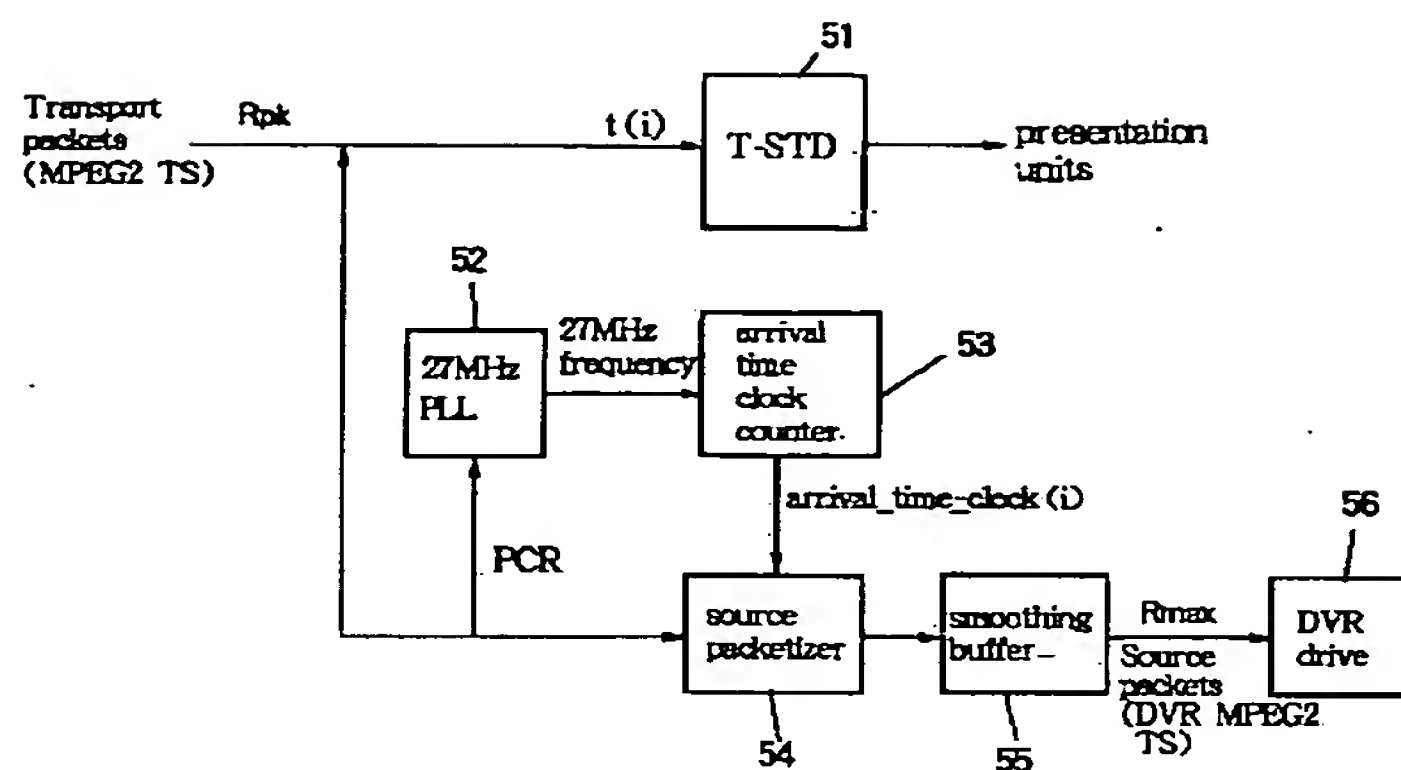 51
Transport
packets
(MPEG2 TS)
Rpk
t(i)
T-STD
presentation
units
52
27MHz
PLL
27MHz
frequency
arrival
time
clock
counter
53
arrival_time_clock(i)
PCR
source
packetizer
54
smoothing
buffer
55
Rmax
Source
packets
(DVR MPEG2
TS)
56
DVR
drive